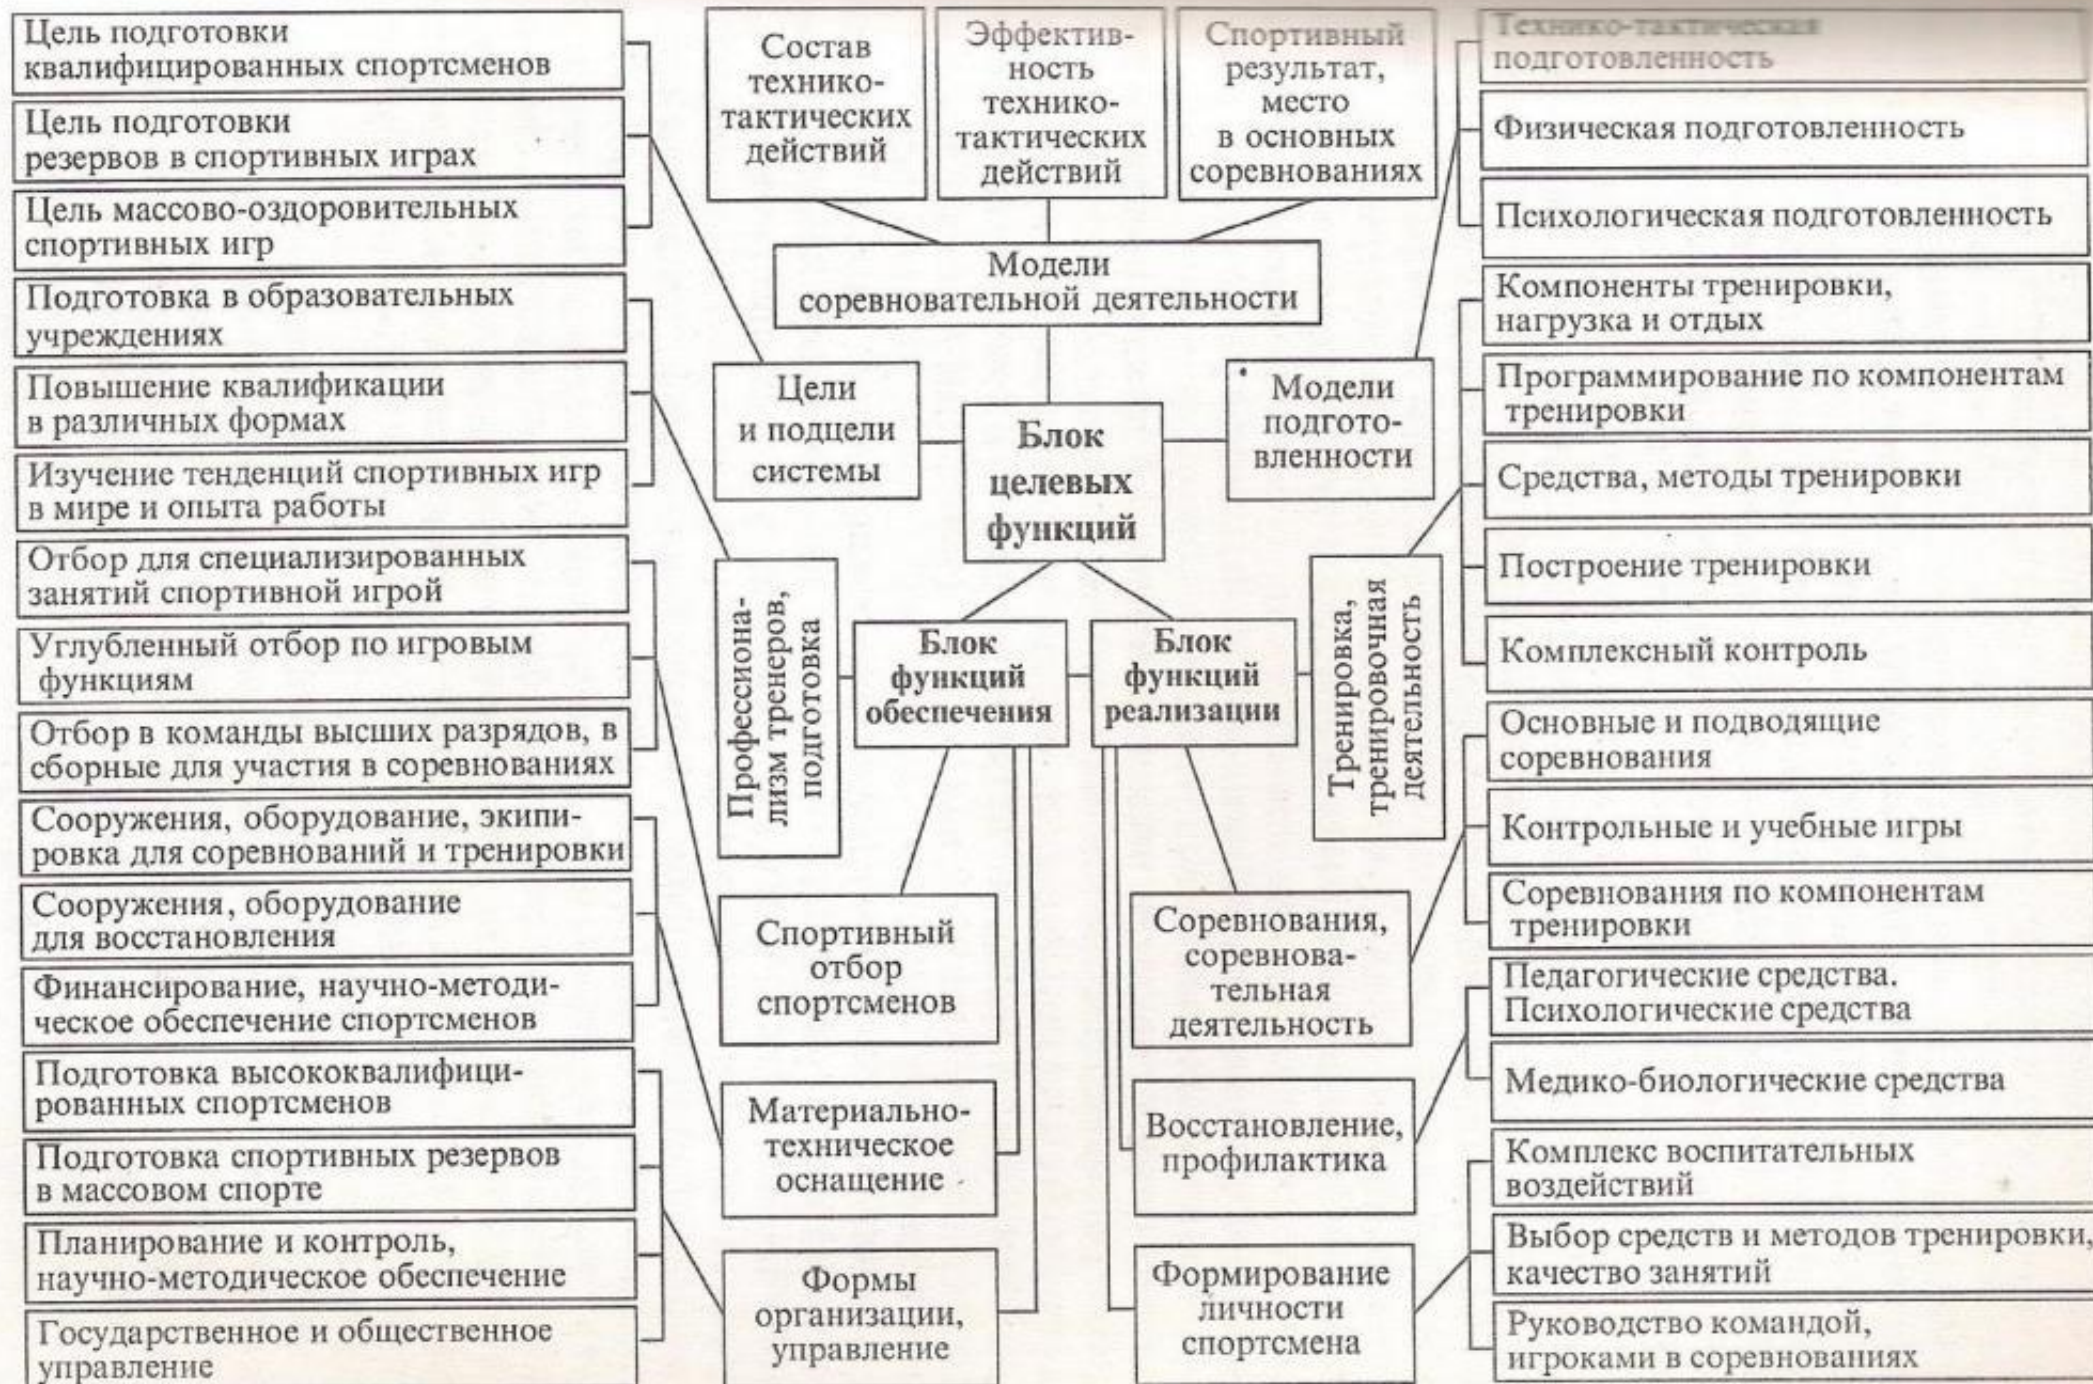 Цель подготовки
квалифицированных спортсменов
Цель подготовки
резервов в спортивных играх
Цель массово-оздоровительных
спортивных игр
Подготовка в образовательных
учреждениях
Повышение квалификации
в различных формах
Изучение тенденций спортивных игр
в мире и опыта работы
Отбор для специализированных
занятий спортивной игрой
Углубленный отбор по игровым
функциям
Отбор в команды высших разрядов, в
сборные для участия в соревнованиях
Сооружения, оборудование, экипи-
ровка для соревнований и тренировки
Сооружения, оборудование
для восстановления
Финансирование, научно-методи-
ческое обеспечение спортсменов
Подготовка высококвалифици-
рованных спортсменов
Подготовка спортивных резервов
в массовом спорте
Планирование и контроль,
научно-методическое обеспечение
Государственное и общественное
управление
Состав
технико-
тактических
действий
Эффектив-
ность
технико-
тактических
действий
Спортивный
результат,
место
в основных
соревнованиях
Модели
соревновательной деятельности
Цели
и подцели
системы
Блок
целевых
функций
Модели
подгото-
вленности
Профессиона-
лизм тренеров,
подготовка
Блок
функций
обеспечения
Блок
функций
реализации
Тренировка,
тренировочная
деятельность
Спортивный
отбор
спортсменов
Соревнования,
соревнова-
тельная
деятельность
Материально-
техническое
оснащение
Восстановление,
профилактика
Формы
организации,
управление
Формирование
личности
спортсмена
Технико-тактическая
подготовленность
Физическая подготовленность
Психологическая подготовленность
Компоненты тренировки,
нагрузка и отдых
Программирование по компонентам
тренировки
Средства, методы тренировки
Построение тренировки
Комплексный контроль
Основные и подводящие
соревнования
Контрольные и учебные игры
Соревнования по компонентам
тренировки
Педагогические средства.
Психологические средства
Медико-биологические средства
Комплекс воспитательных
воздействий
Выбор средств и методов тренировки,
качество занятий
Руководство командой,
игроками в соревнованиях